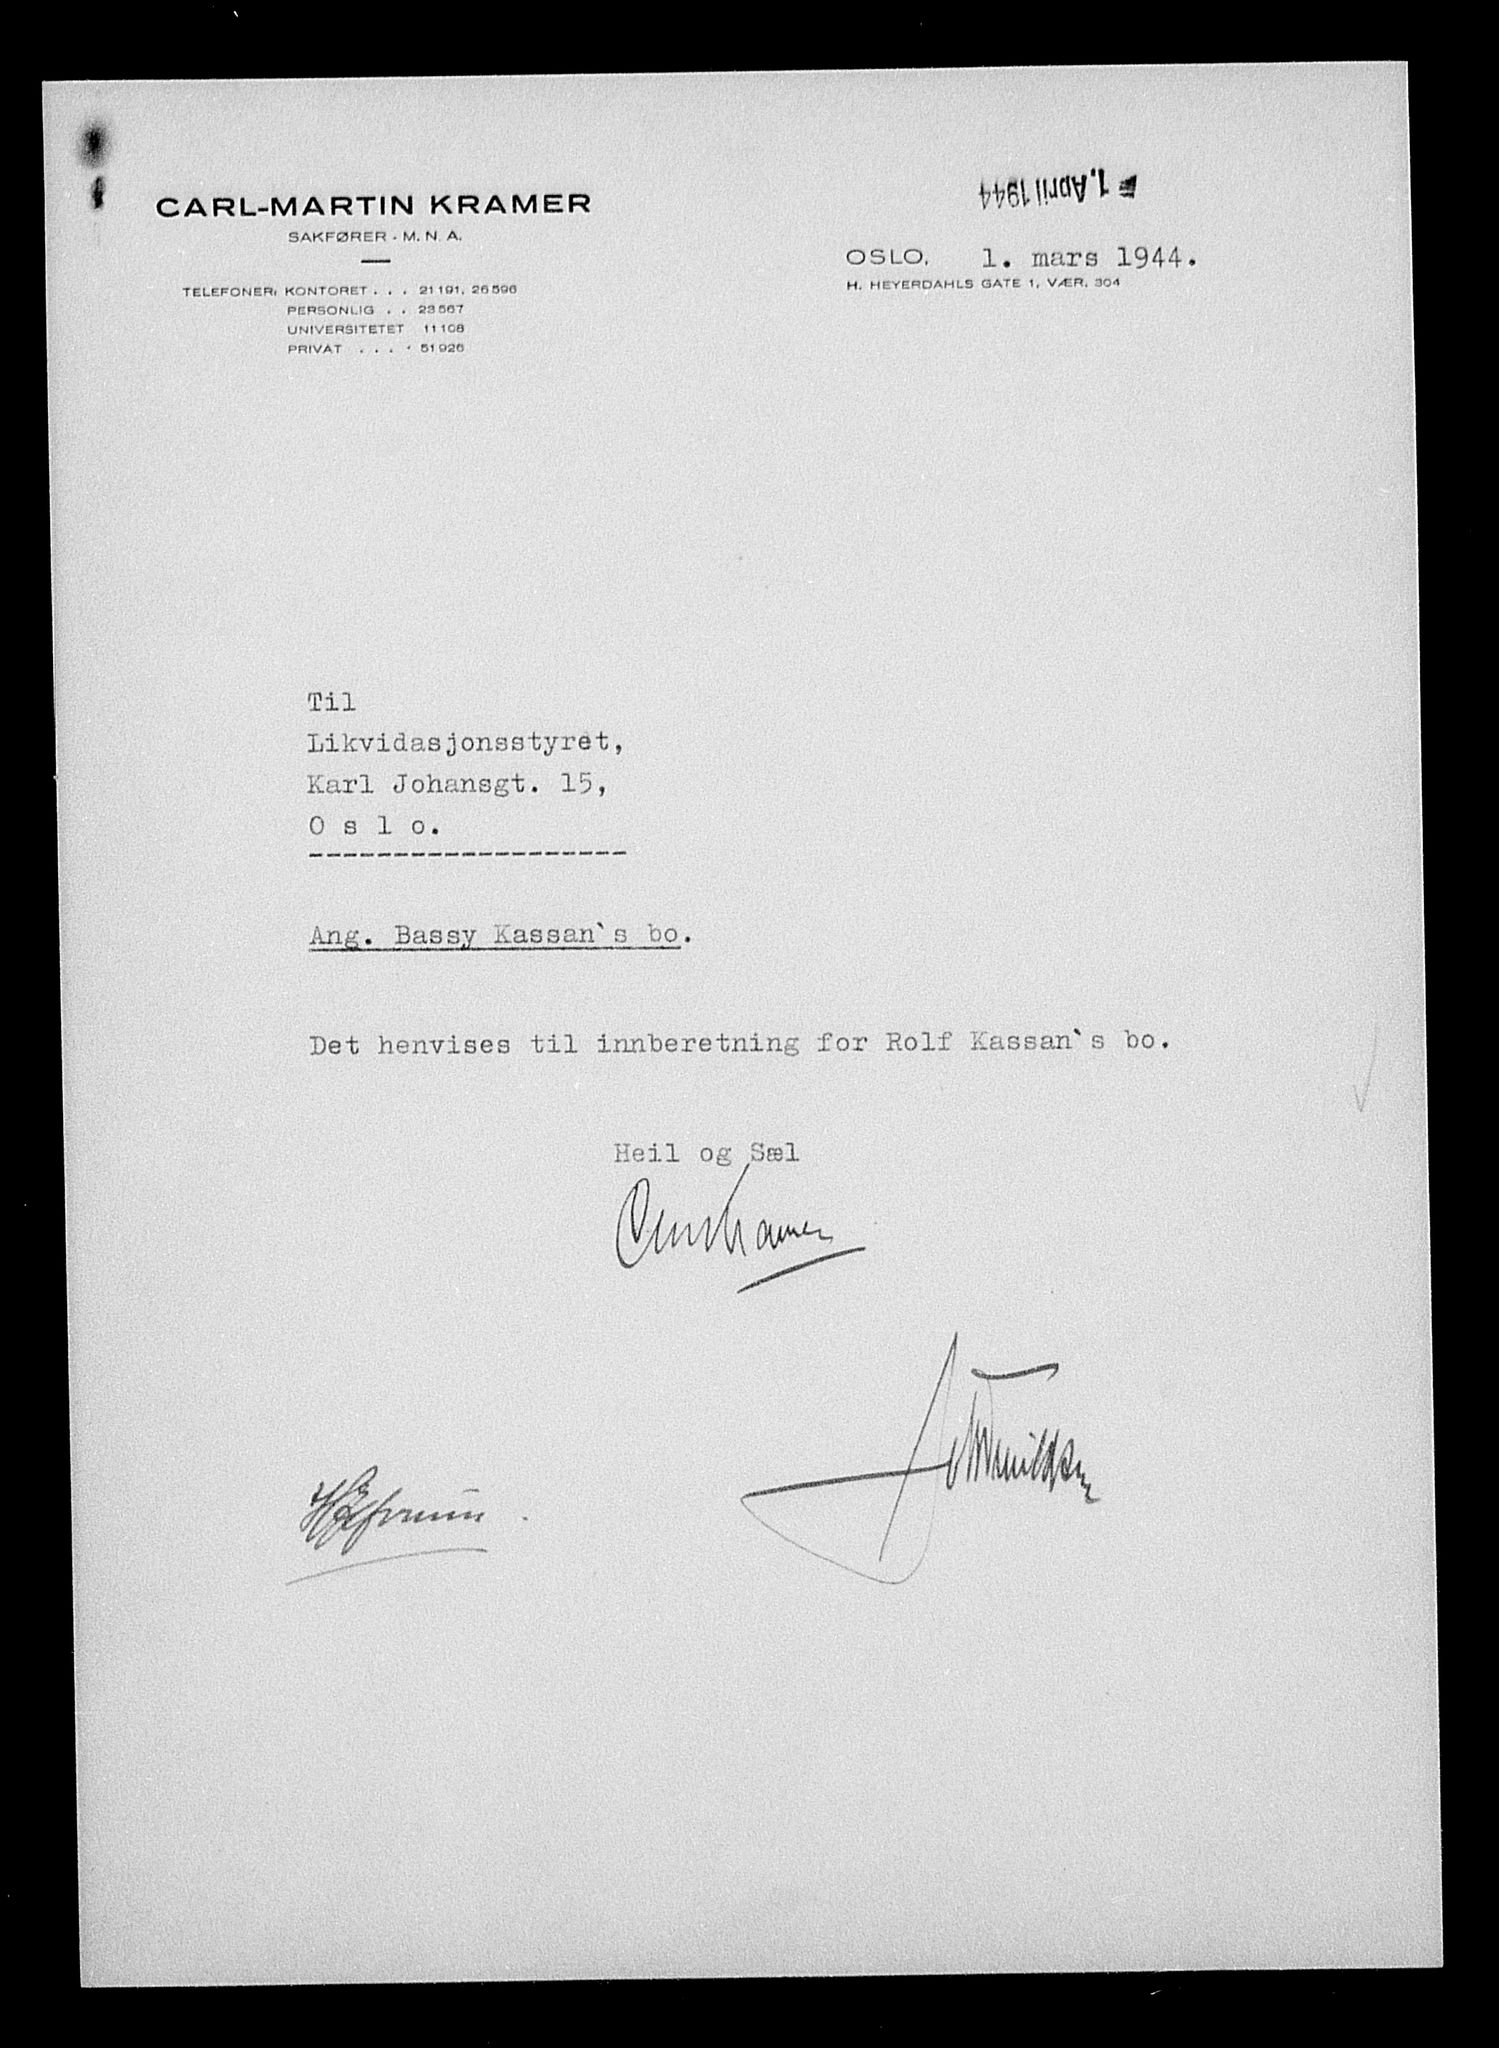 CARL-MARTIN KRAMER
SAKFØRER - M. N. A.
TELEFONER: KONTORET . . . 21191, 26596
PERSONLIG . . 23567
UNIVERSITETET 11108
PRIVAT . . . . 51926
1. April 1944
OSLO, 1. mars 1944.
H. HEYERDAHLS GATE 1, VÆR. 304
Til
Likvidasjonsstyret,
Karl Johansgt. 15,
O s l o.
Ang. Bassy Kassan`s bo.
Det henvises til innberetning for Rolf Kassan`s bo.
Heil og Sæl